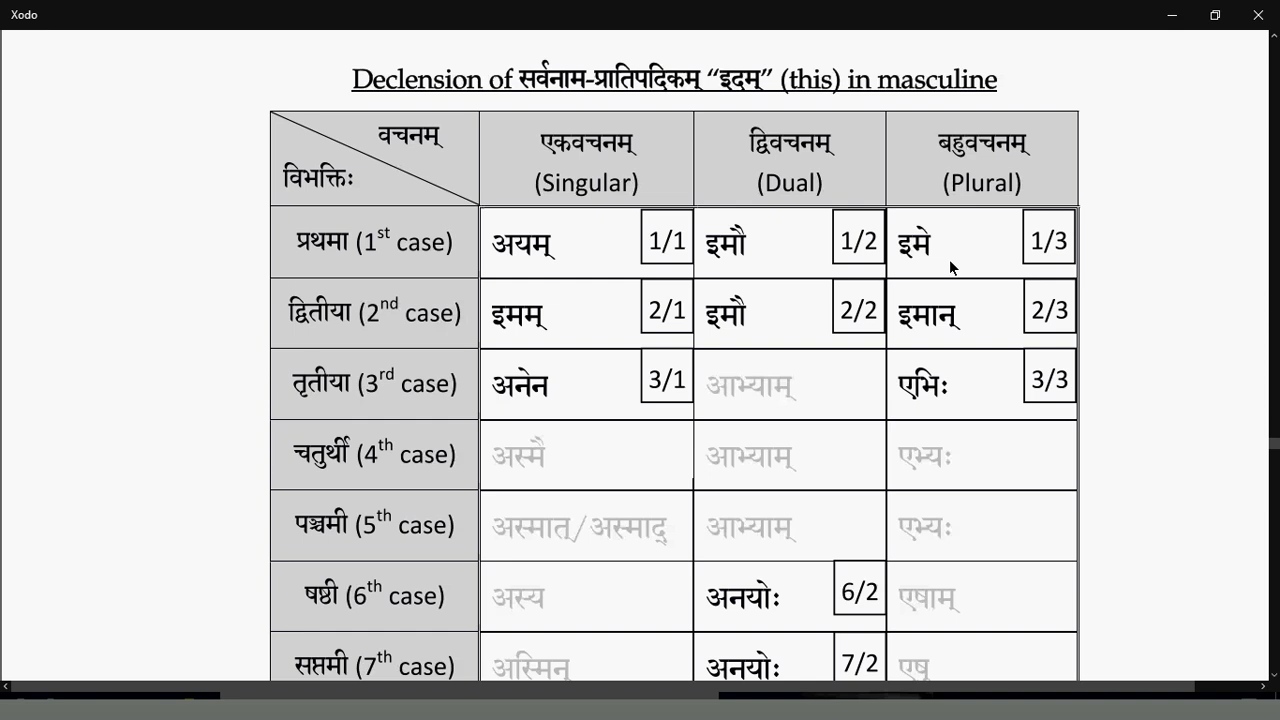 Xodo
Declension of सर्वनाम-प्रातिपदिकम् “इदम्” (this) in masculine
वचनम्
विभक्तिः
एकवचनम् (Singular)
द्विवचनम् (Dual)
बहुवचनम् (Plural)
प्रथमा (1st case) अयम् 1/1 इमौ 1/2 इमे 1/3
द्वितीया (2nd case) इमम् 2/1 इमौ 2/2 इमान् 2/3
तृतीया (3rd case) अनेन 3/1 आभ्याम् एभिः 3/3
चतुर्थी (4th case) अस्मै आभ्याम् एभ्यः
पञ्चमी (5th case) अस्मात्/अस्माद् आभ्याम् एभ्यः
षष्ठी (6th case) अस्य अनयोः 6/2 एषाम्
सप्तमी (7th case) अस्मिन् अनयोः 7/2 एषु